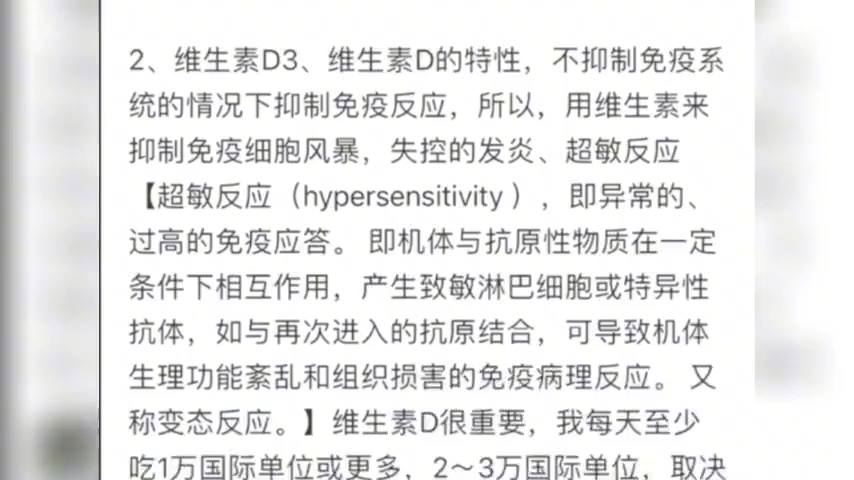 2、维生素D3、维生素D的特性，不抑制免疫系
统的情况下抑制免疫反应，所以，用维生素来
抑制免疫细胞风暴，失控的发炎、超敏反应
【超敏反应（hypersensitivity ），即异常的、
过高的免疫应答。 即机体与抗原性物质在一定
条件下相互作用，产生致敏淋巴细胞或特异性
抗体，如与再次进入的抗原结合，可导致机体
生理功能紊乱和组织损害的免疫病理反应。 又
称变态反应。】维生素D很重要，我每天至少
吃1万国际单位或更多，2～3万国际单位，取决